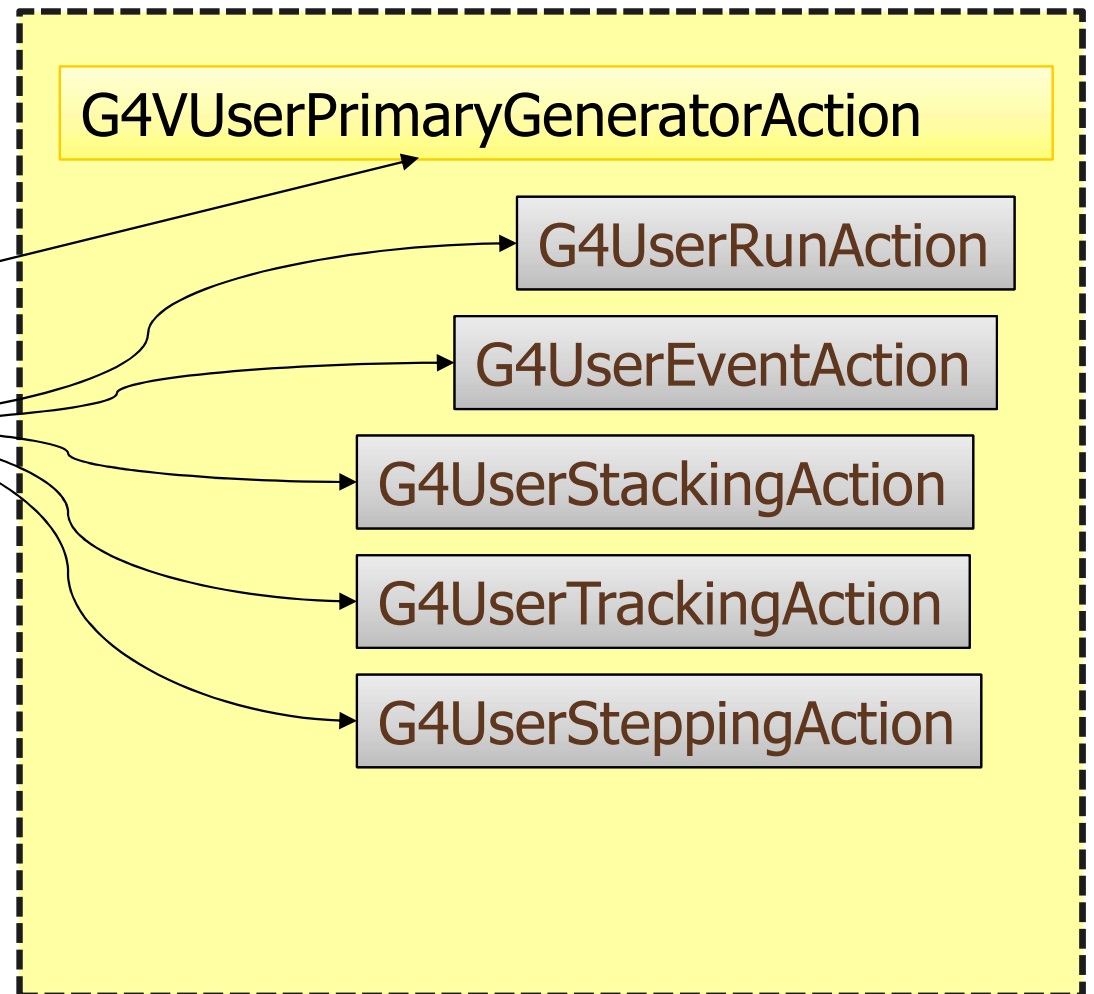 G4VUserPrimaryGeneratorAction
G4UserRunAction
G4UserEventAction
G4UserStackingAction
G4UserTrackingAction
G4UserSteppingAction